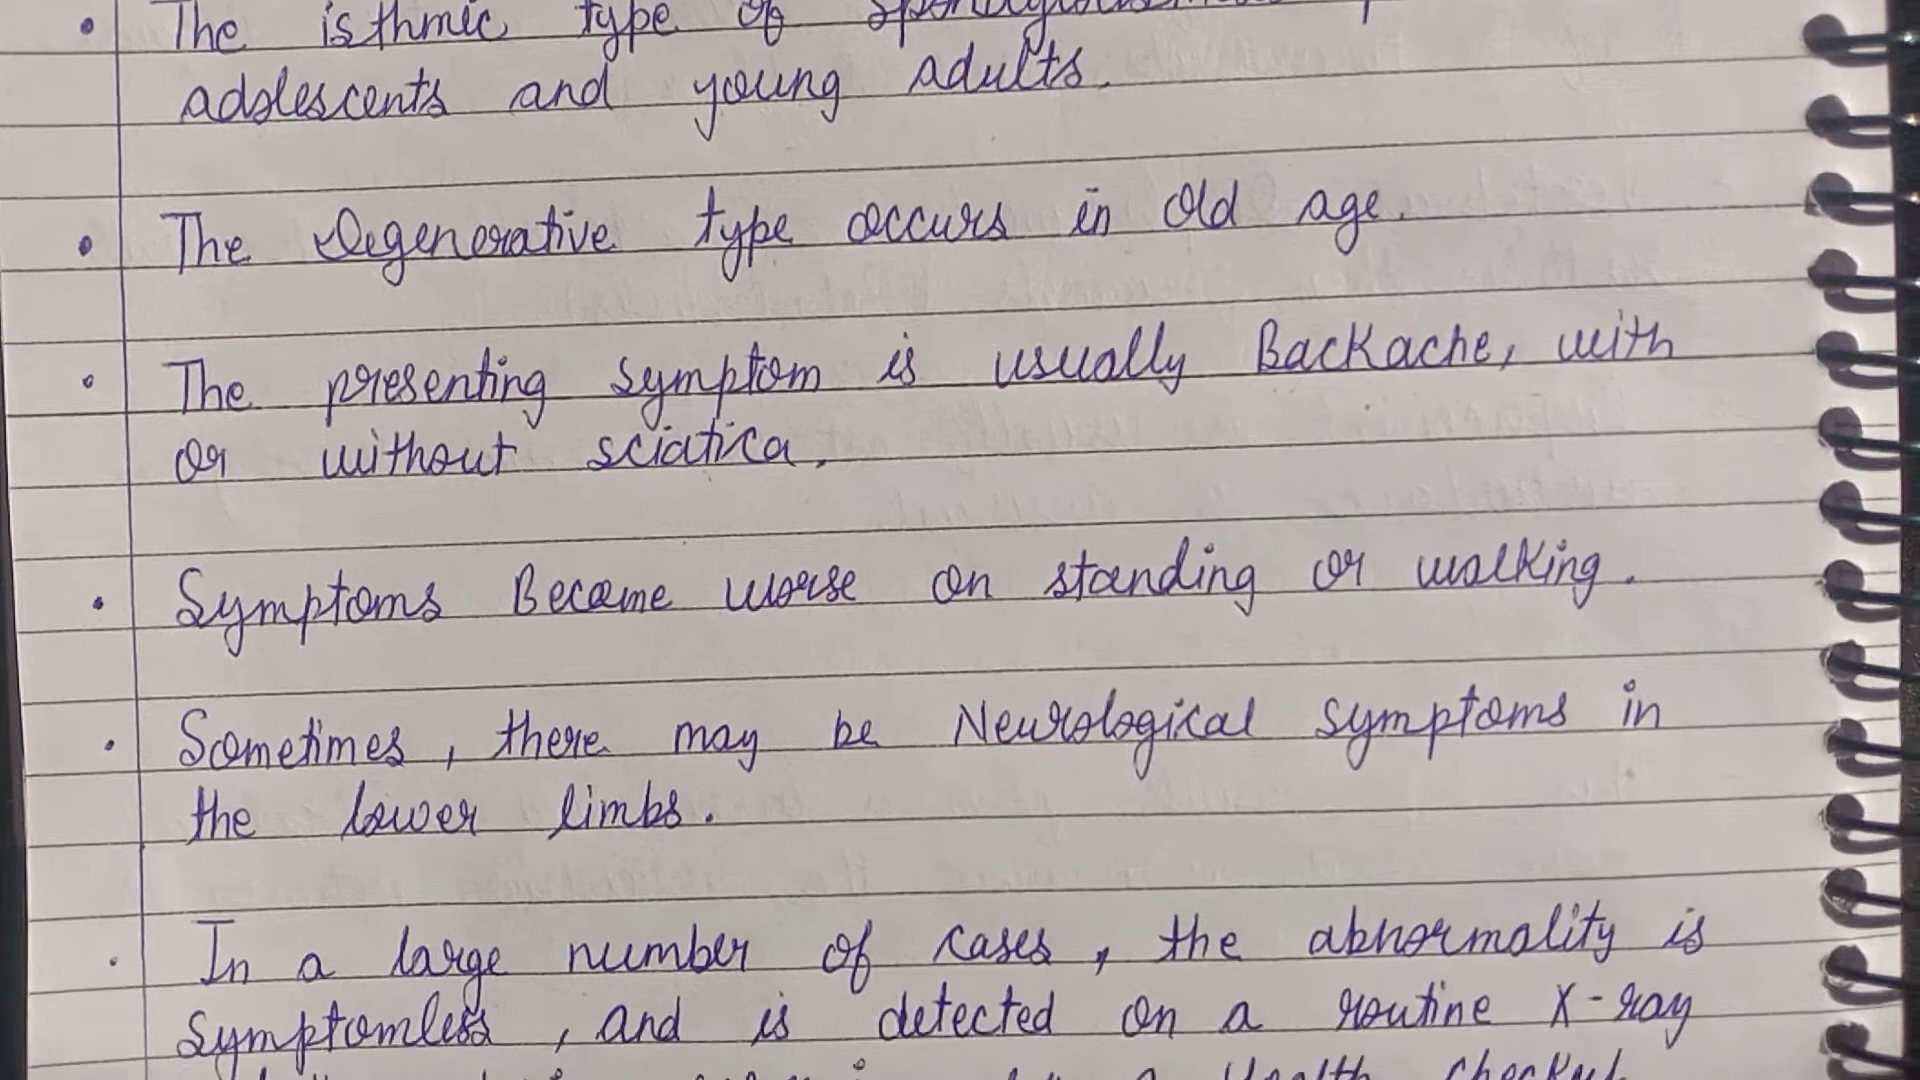 The isthmic type of
adolescents and young adults.
The degenerative type occurs in old age.
The presenting symptom is usually Backache, with
or without sciatica.
Symptoms Become worse on standing or walking.
Sometimes, there may be Neurological symptoms in
the lower limbs.
In a large number of cases, the abnormality is
symptomless, and is detected on a routine X-ray
a Health checkup